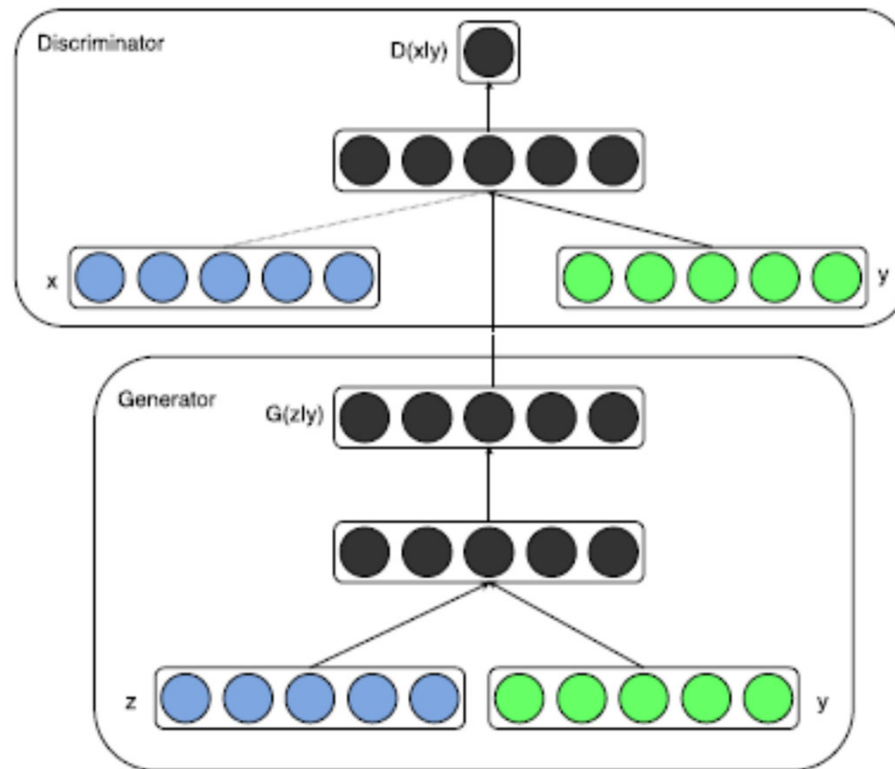 Discriminator
D(x|y)
x
y
Generator
G(z|y)
z
y